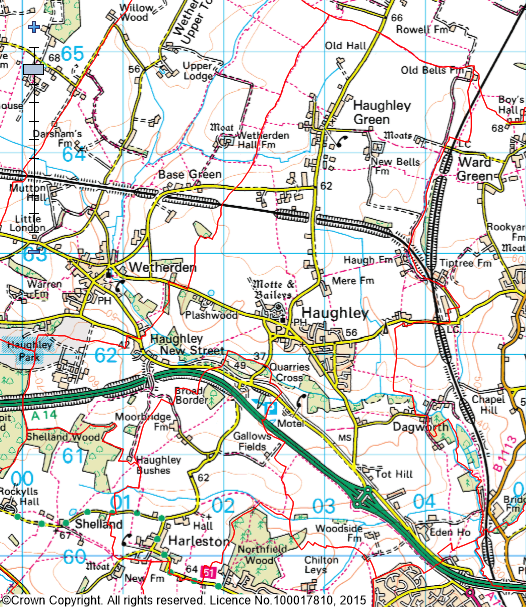 Willow
Wood
66
Rowell Fm
65
Old Hall
68
56
Upper
Lodge
Old Bells Fm
Haughley
Green
Boy's
Hall
68
Darsham's
Fm
Moat
Wetherden
Hall Fm
Moats
LC
64
New Bells
Fm
Ward
Green
Base Green
62
Mutton
Hall
Little
London
63
Moat
Haugh Fm
Tiptree Fm
Wetherden
Mere Fm
Warren
Fm
PH
Motte &
Baileys
Plashwood
Haughley
PH
P
56
LC
Haughley
Park
42
62
Haughley
New Street
37
49
Quarries
Cross
Broad
Border
Chapel
Hill
A 14
Moorbridge
Fm
Motel
Gallows
Fields
Dagworth
Shelland Wood
MS
B1113
61
Haughley
Bushes
Tot Hill
00
62
Rockylls
Hall
01
02
03
04
Shelland
67
Hall
Woodside
Fm
Eden Ho
Harleston
60
Northfield
Wood
Chilton
Leys
Moat
New Fm
64
51
©Crown Copyright. All rights reserved. Licence No.100017810, 2015